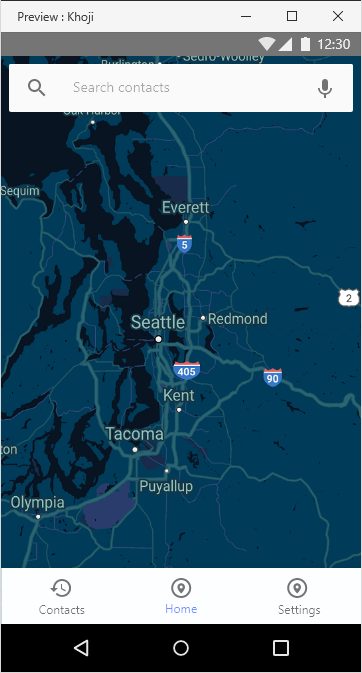 Preview : Khoji
12:30
Burlington
Sedro-Woolley
Search contacts
Oak Harbor
Sequim
Everett
5
2
Seattle
Redmond
405
90
Kent
Tacoma
ton
Puyallup
Olympia
Contacts
Home
Settings